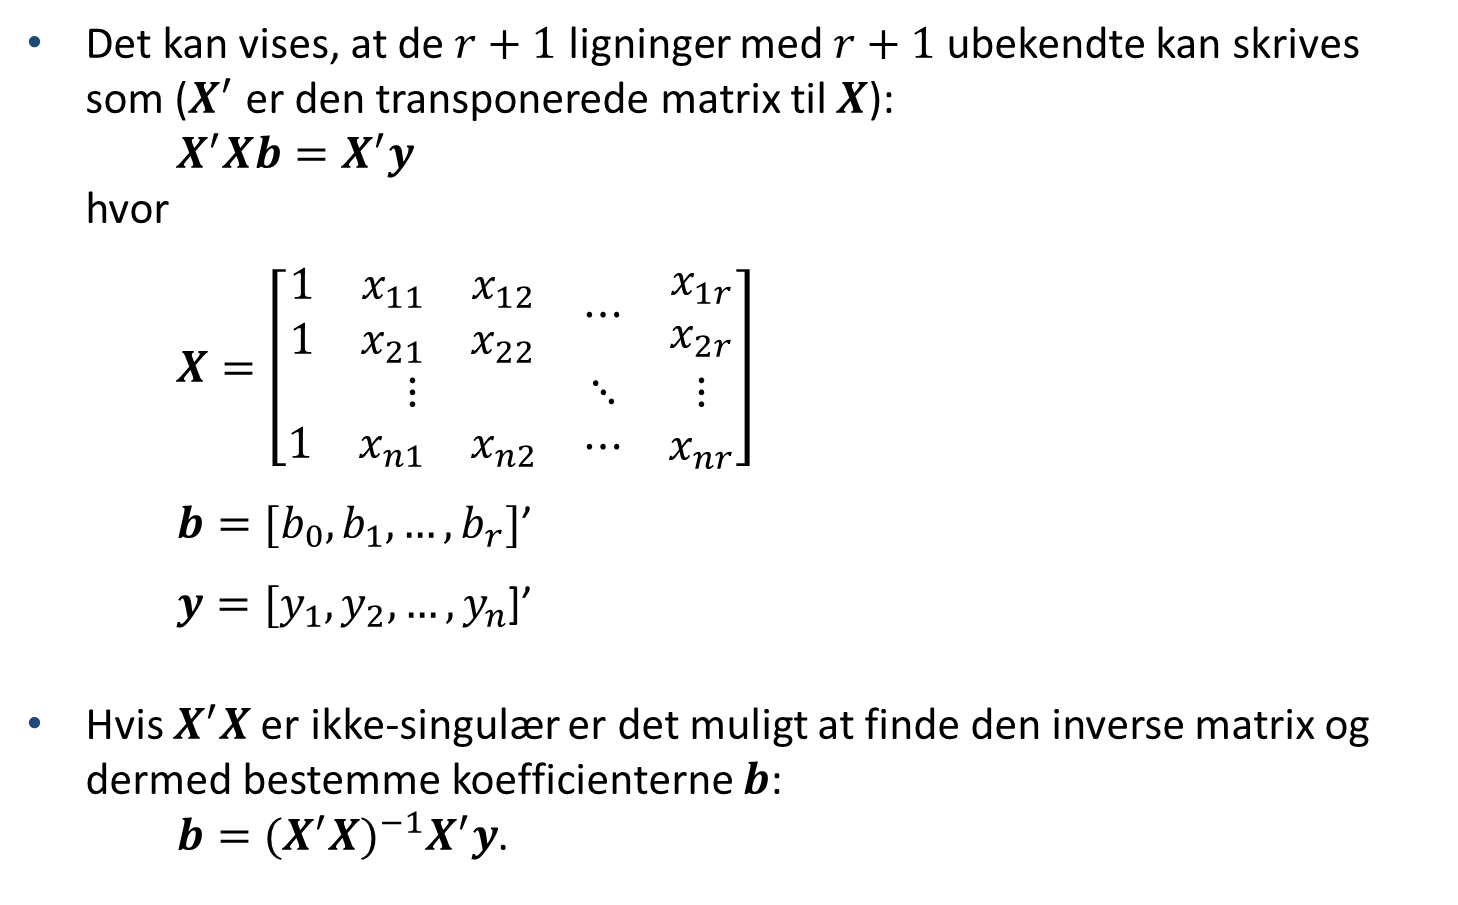 • Det kan vises, at de r + 1 ligninger med r + 1 ubekendte kan skrives
som (X′ er den transponerede matrix til X):
X′Xb = X′y
hvor
X = [1 x₁₁ x₁₂ … x₁ᵣ
1 x₂₁ x₂₂ x₂ᵣ
⋮ ⋱ ⋮
1 xₙ₁ xₙ₂ ⋯ xₙᵣ]
b = [b₀, b₁, … , bᵣ]’
y = [y₁, y₂, … , yₙ]’
• Hvis X′X er ikke-singulær er det muligt at finde den inverse matrix og
dermed bestemme koefficienterne b:
b = (X′X)⁻¹X′y.